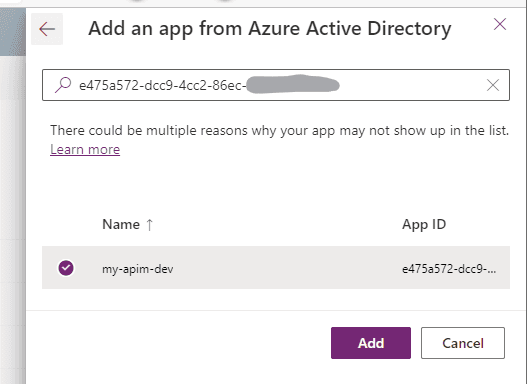 Add an app from Azure Active Directory
e475a572-dcc9-4cc2-86ec-
There could be multiple reasons why your app may not show up in the list.
Learn more
Name ↑ App ID
my-apim-dev e475a572-dcc9-...
Add Cancel